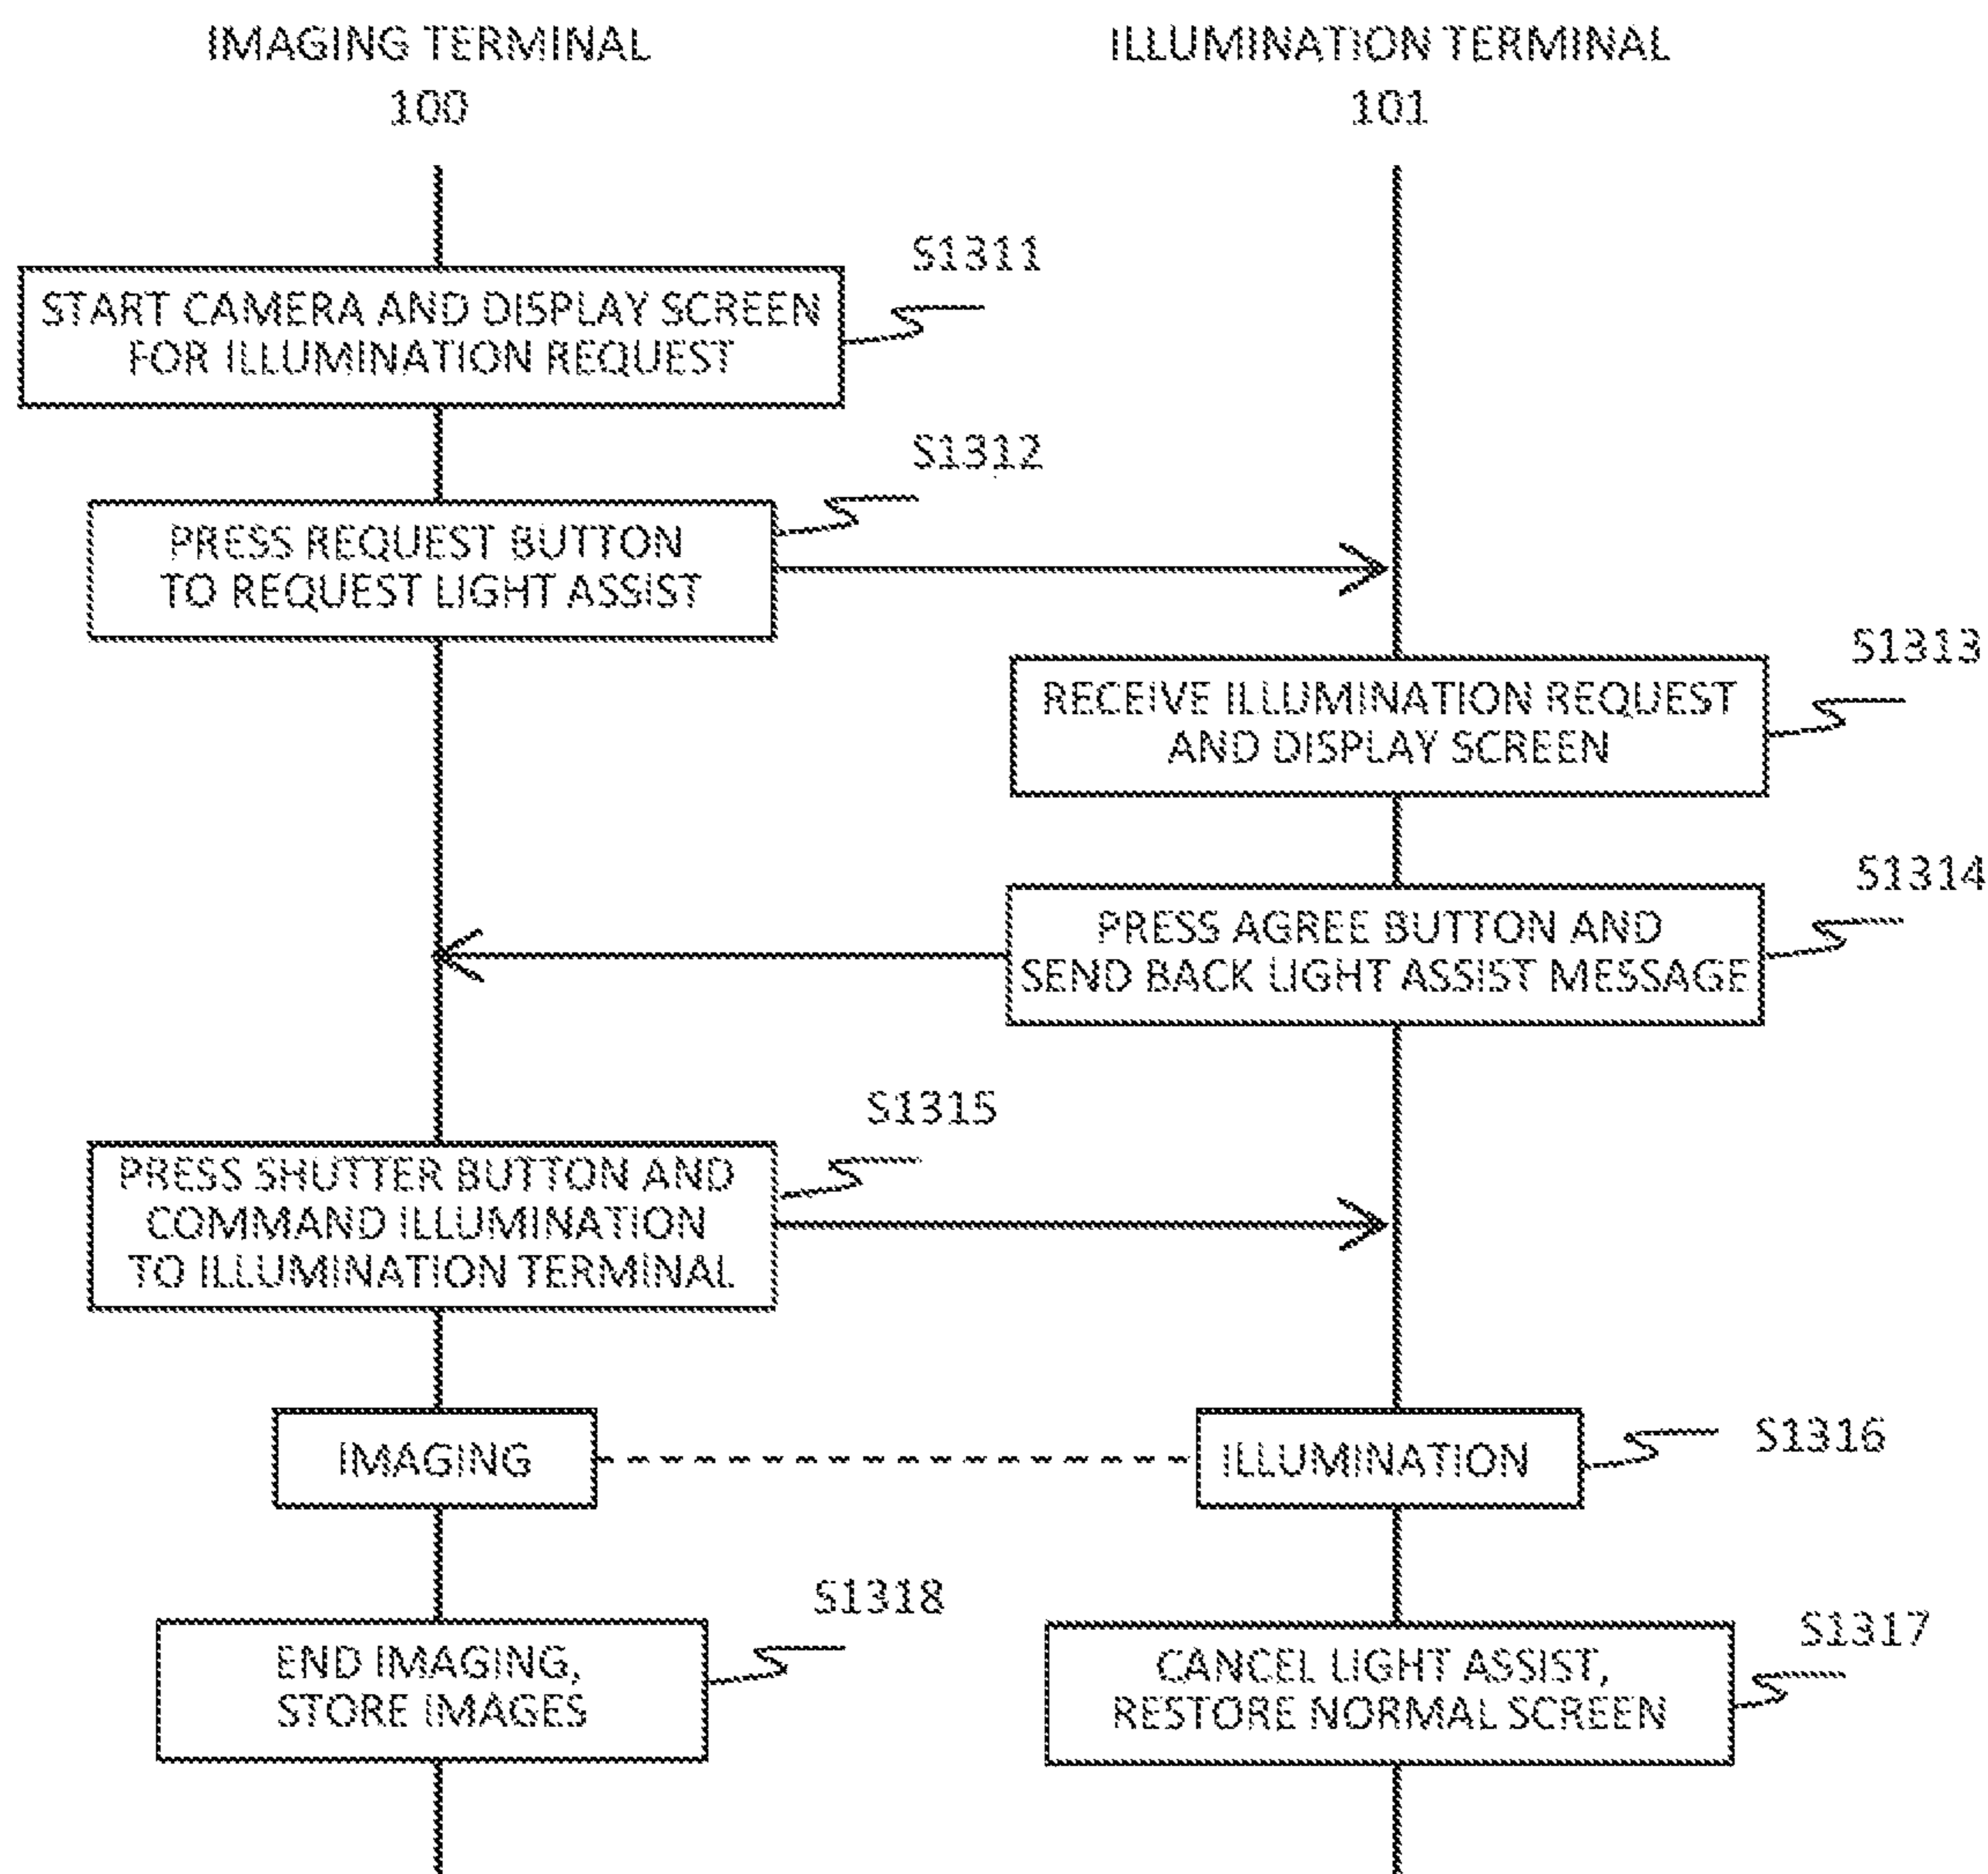 IMAGING TERMINAL
100
ILLUMINATION TERMINAL
101
S1311
START CAMERA AND DISPLAY SCREEN
FOR ILLUMINATION REQUEST
S1312
PRESS REQUEST BUTTON
TO REQUEST LIGHT ASSIST
S1313
RECEIVE ILLUMINATION REQUEST
AND DISPLAY SCREEN
S1314
PRESS AGREE BUTTON AND
SEND BACK LIGHT ASSIST MESSAGE
S1315
PRESS SHUTTER BUTTON AND
COMMAND ILLUMINATION
TO ILLUMINATION TERMINAL
IMAGING
ILLUMINATION
S1316
S1318
END IMAGING,
STORE IMAGES
S1317
CANCEL LIGHT ASSIST,
RESTORE NORMAL SCREEN